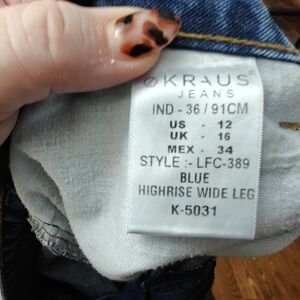 KRAUS
JEANS
IND - 36 / 91CM
US - 12
UK - 16
MEX - 34
STYLE :- LFC-389
BLUE
HIGHRISE WIDE LEG
K-5031